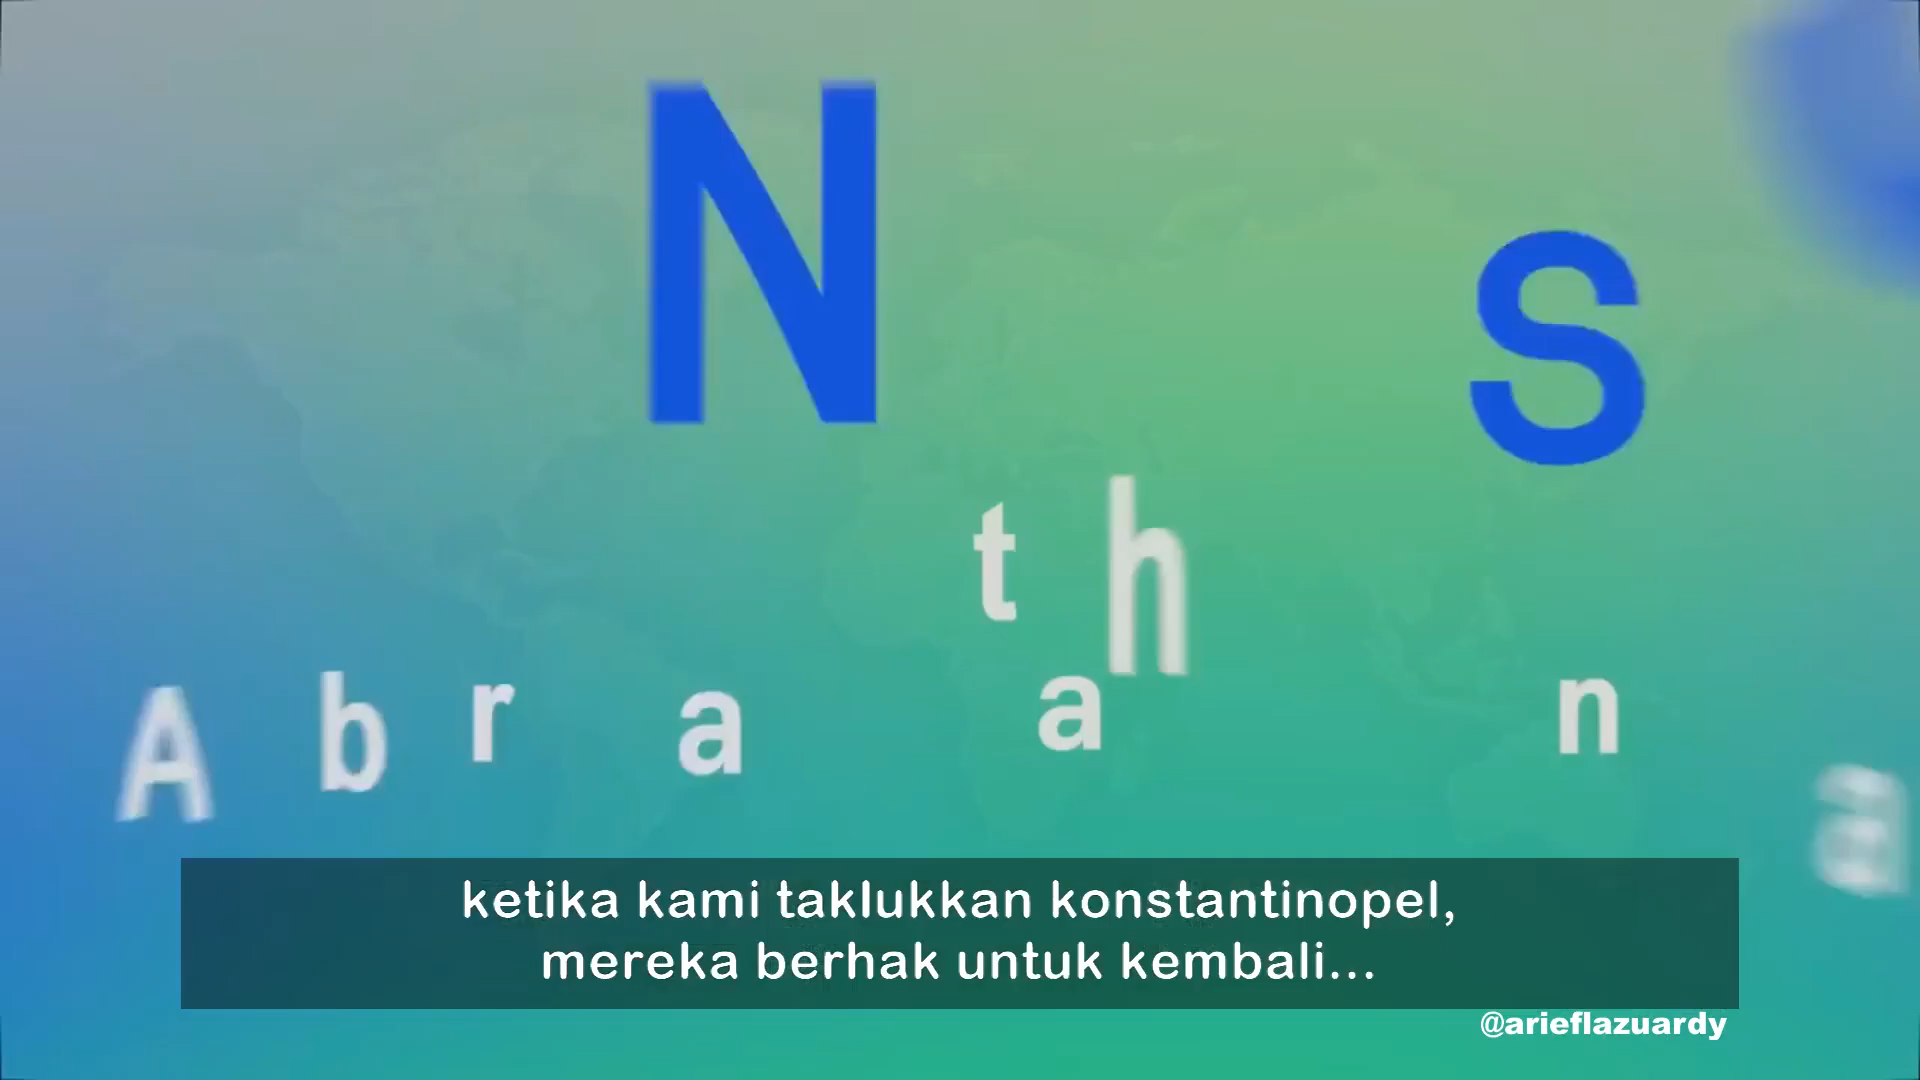 N S
t h
A b r a a n a
ketika kami taklukkan konstantinopel,
mereka berhak untuk kembali...
@arieflazuardy